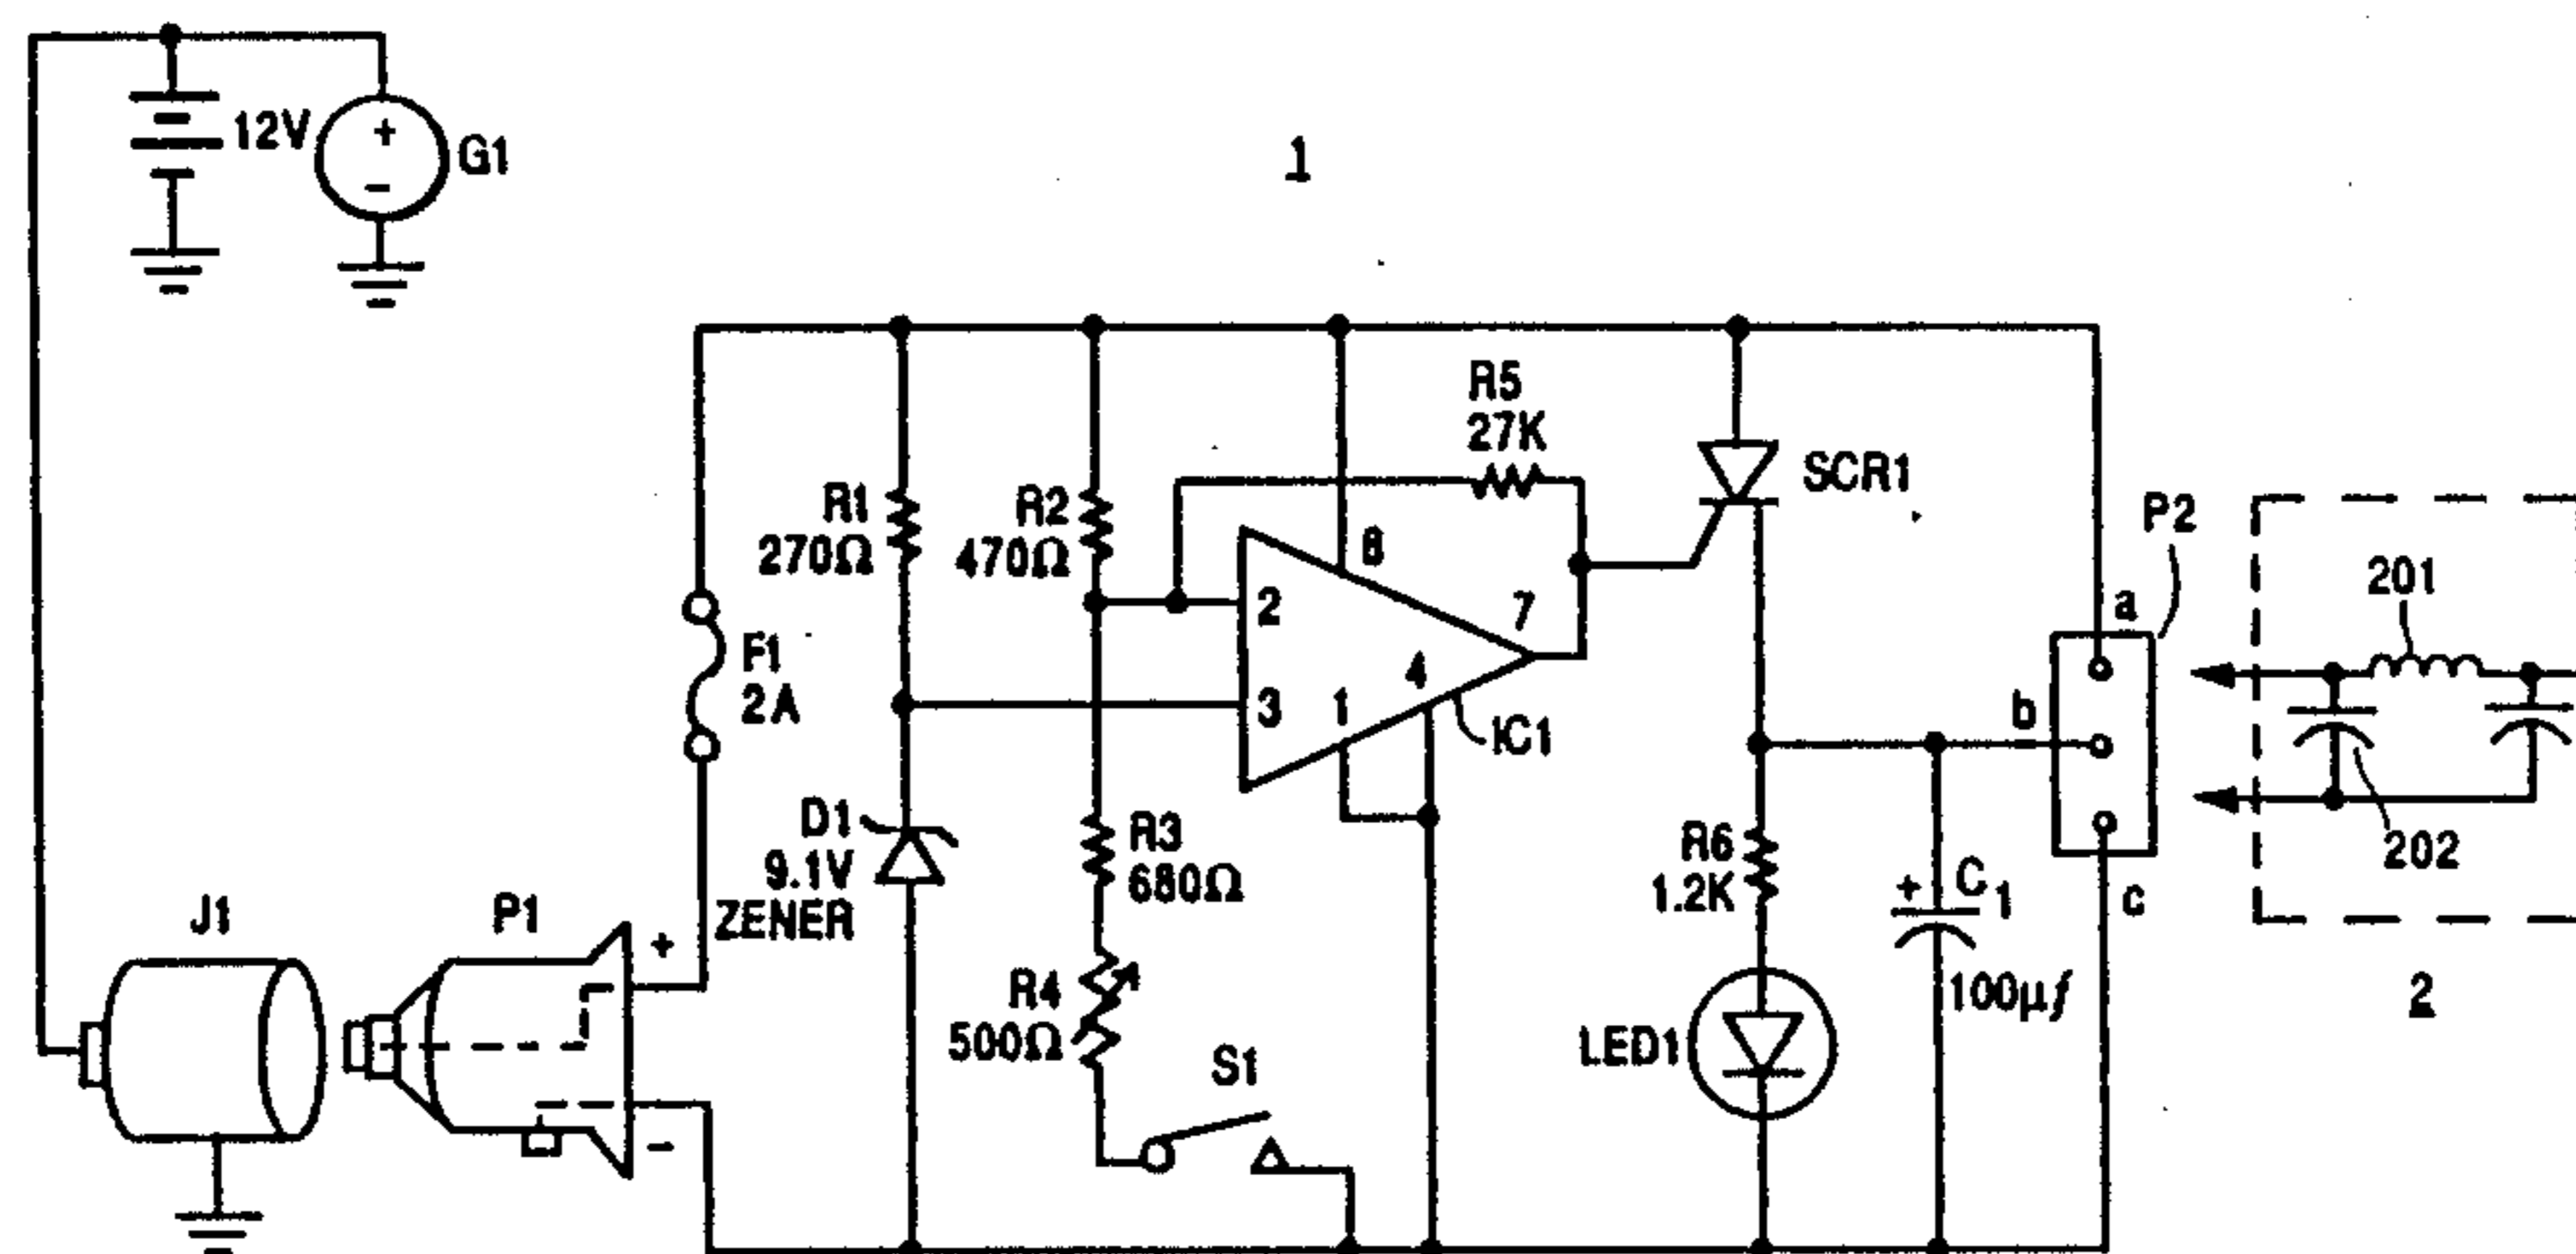 12V
+
−
G1
1
R5
27K
SCR1
R1
270Ω
R2
470Ω
8
P2
201
a
2
7
F1
2A
3
1
4
IC1
b
D1
9.1V
ZENER
R3
680Ω
R6
1.2K
+ C1
202
c
J1
P1
+
R4
500Ω
100µf
2
LED1
S1
−